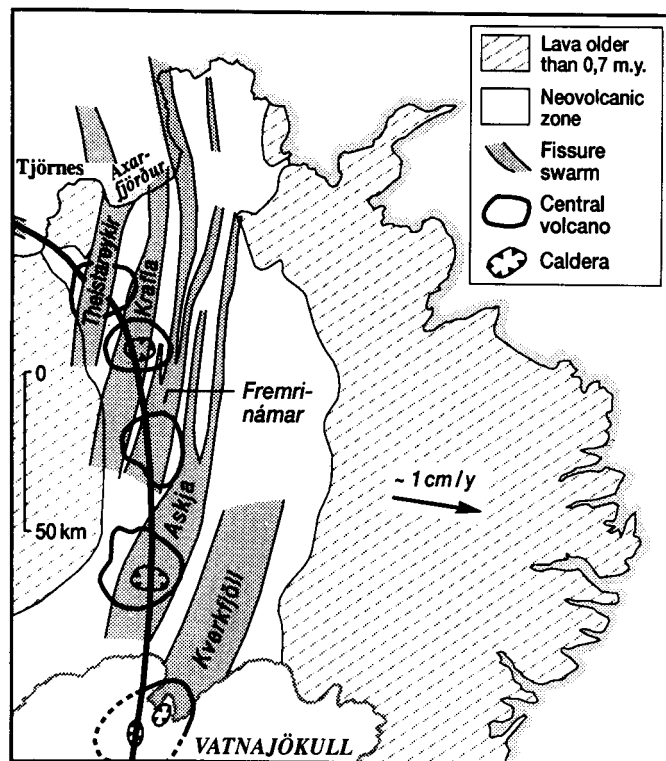 Lava older
than 0,7 m.y.
Neovolcanic
zone
Fissure
swarm
Central
volcano
Caldera
Tjörnes
Axar-
fjörður
Theistareykir
Krafla
0
Fremri-
námar
~ 1 cm / y
50 km
Askja
Kverkfjöll
VATNAJÖKULL